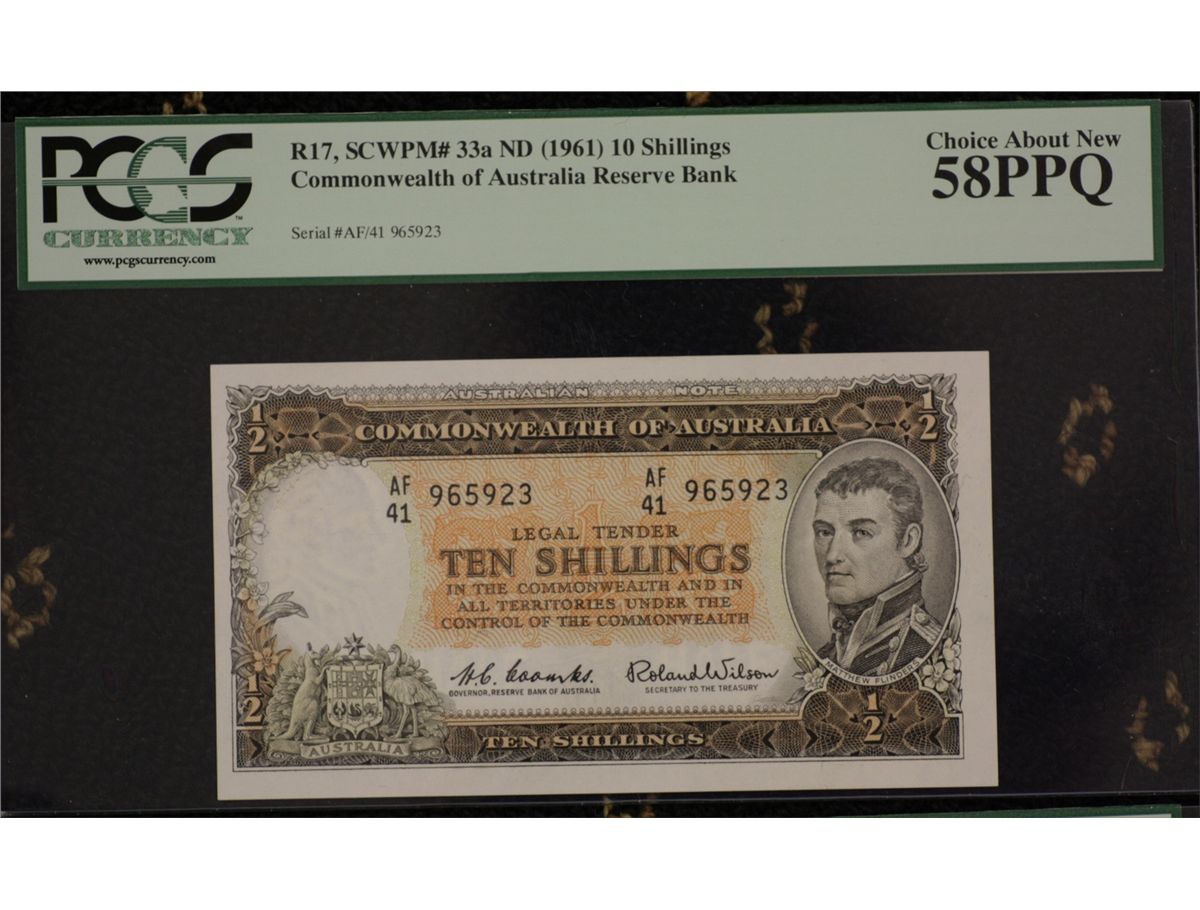 PCGS
TM
CURRENCY
www.pcgscurrency.com
R17, SCWPM# 33a ND (1961) 10 Shillings
Commonwealth of Australia Reserve Bank
Serial #AF/41 965923
Choice About New
58PPQ
AUSTRALIAN NOTE
1/2
COMMONWEALTH OF AUSTRALIA
1/2
AF
41 965923
AF
41 965923
LEGAL TENDER
TEN SHILLINGS
IN THE COMMONWEALTH AND IN
ALL TERRITORIES UNDER THE
CONTROL OF THE COMMONWEALTH
H.C. Coombs.
GOVERNOR, RESERVE BANK OF AUSTRALIA
Roland Wilson
SECRETARY TO THE TREASURY
MATTHEW FLINDERS
1/2
AUSTRALIA
TEN SHILLINGS
1/2